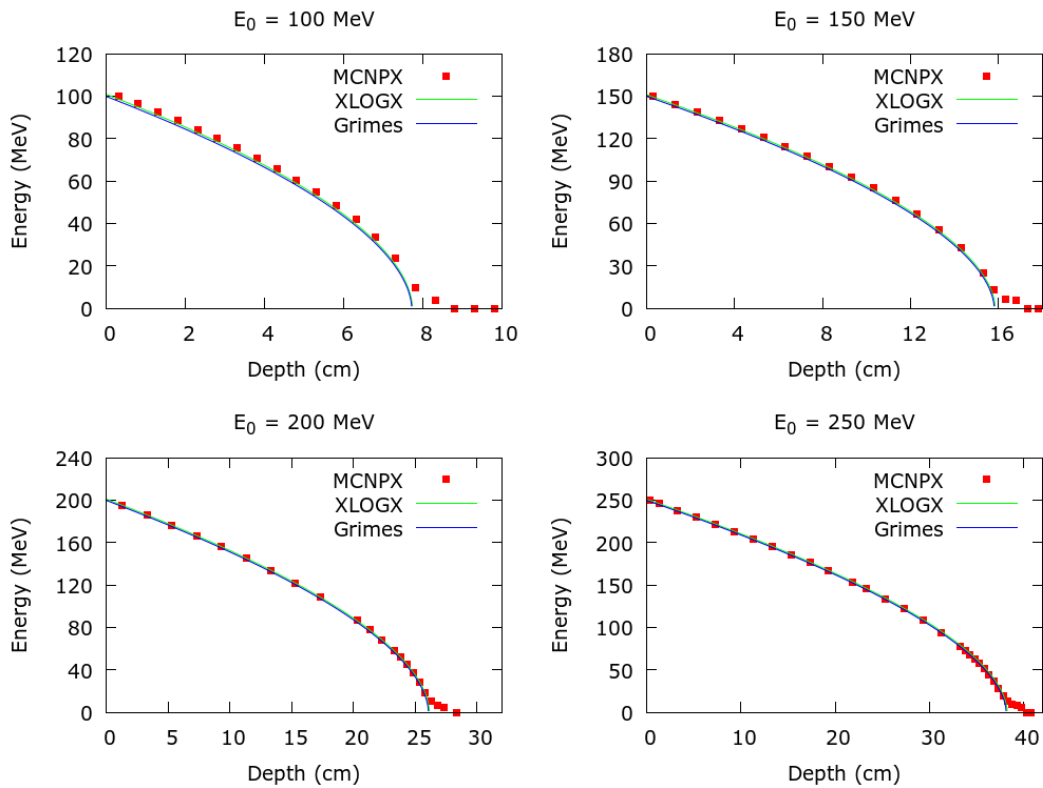 E₀ = 100 MeV
120
100
80
60
40
20
0
0
2
4
6
8
10
Energy (MeV)
Depth (cm)
MCNPX
XLOGX
Grimes
E₀ = 150 MeV
180
150
120
90
60
30
0
0
4
8
12
16
Energy (MeV)
Depth (cm)
MCNPX
XLOGX
Grimes
E₀ = 200 MeV
240
200
160
120
80
40
0
0
5
10
15
20
25
30
Energy (MeV)
Depth (cm)
MCNPX
XLOGX
Grimes
E₀ = 250 MeV
300
250
200
150
100
50
0
0
10
20
30
40
Energy (MeV)
Depth (cm)
MCNPX
XLOGX
Grimes